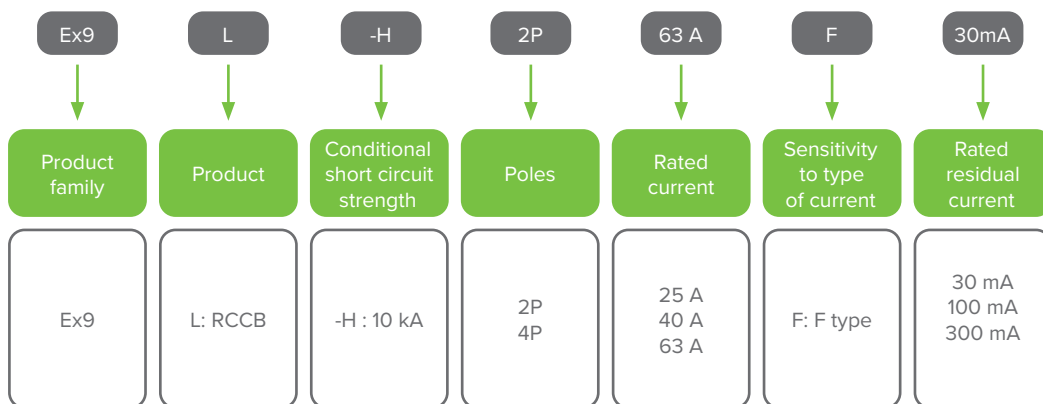 Ex9
L
-H
2P
63 A
F
30mA
Product
family
Product
Conditional
short circuit
strength
Poles
Rated
current
Sensitivity
to type
of current
Rated
residual
current
Ex9
L: RCCB
-H : 10 kA
2P
4P
25 A
40 A
63 A
F: F type
30 mA
100 mA
300 mA